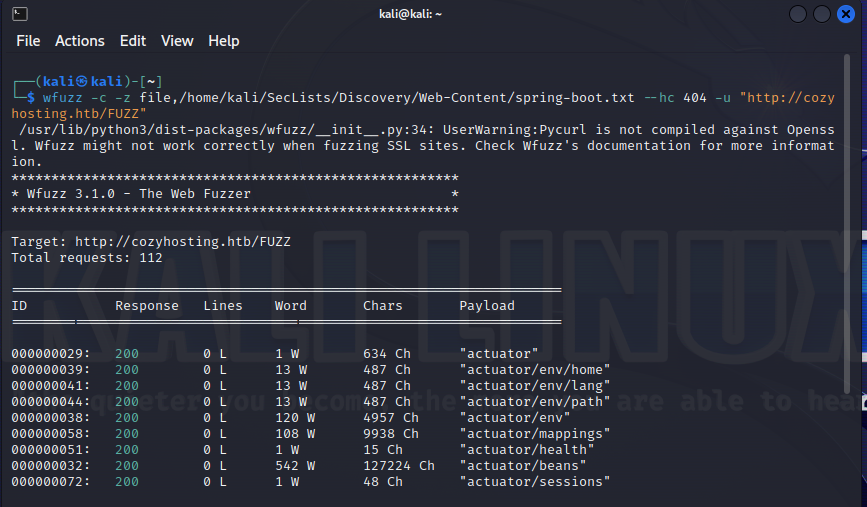 kali@kali: ~
File Actions Edit View Help
┌──(kali㉿kali)-[~]
└─$ wfuzz -c -z file,/home/kali/SecLists/Discovery/Web-Content/spring-boot.txt --hc 404 -u "http://cozy
hosting.htb/FUZZ"
/usr/lib/python3/dist-packages/wfuzz/__init__.py:34: UserWarning:Pycurl is not compiled against Openss
l. Wfuzz might not work correctly when fuzzing SSL sites. Check Wfuzz's documentation for more informat
ion.
********************************************************
* Wfuzz 3.1.0 - The Web Fuzzer *
********************************************************
Target: http://cozyhosting.htb/FUZZ
Total requests: 112
=====================================================================
ID Response Lines Word Chars Payload
=====================================================================
000000029: 200 0 L 1 W 634 Ch "actuator"
000000039: 200 0 L 13 W 487 Ch "actuator/env/home"
000000041: 200 0 L 13 W 487 Ch "actuator/env/lang"
000000044: 200 0 L 13 W 487 Ch "actuator/env/path"
000000038: 200 0 L 120 W 4957 Ch "actuator/env"
000000058: 200 0 L 108 W 9938 Ch "actuator/mappings"
000000051: 200 0 L 1 W 15 Ch "actuator/health"
000000032: 200 0 L 542 W 127224 Ch "actuator/beans"
000000072: 200 0 L 1 W 48 Ch "actuator/sessions"
KALI LINUX